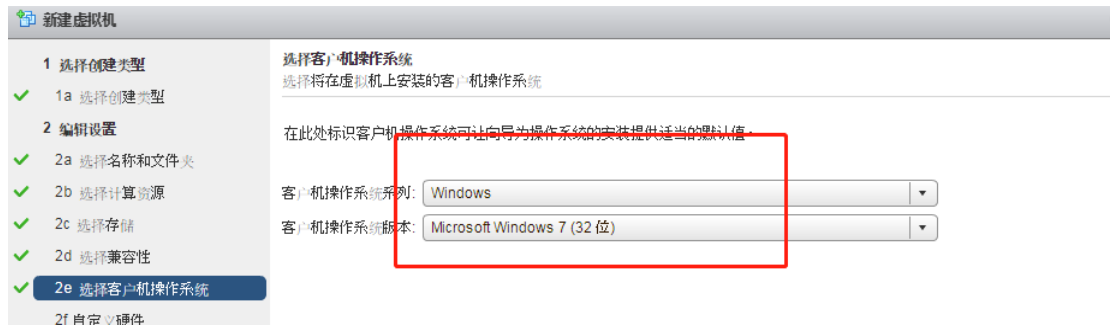 新建虚拟机
1 选择创建类型
1a 选择创建类型
2 编辑设置
2a 选择名称和文件夹
2b 选择计算资源
2c 选择存储
2d 选择兼容性
2e 选择客户机操作系统
2f 自定义硬件
选择客户机操作系统
选择将在虚拟机上安装的客户机操作系统
在此处标识客户机操作系统可让向导为操作系统的安装提供适当的默认值。
客户机操作系统系列: Windows
客户机操作系统版本: Microsoft Windows 7 (32 位)